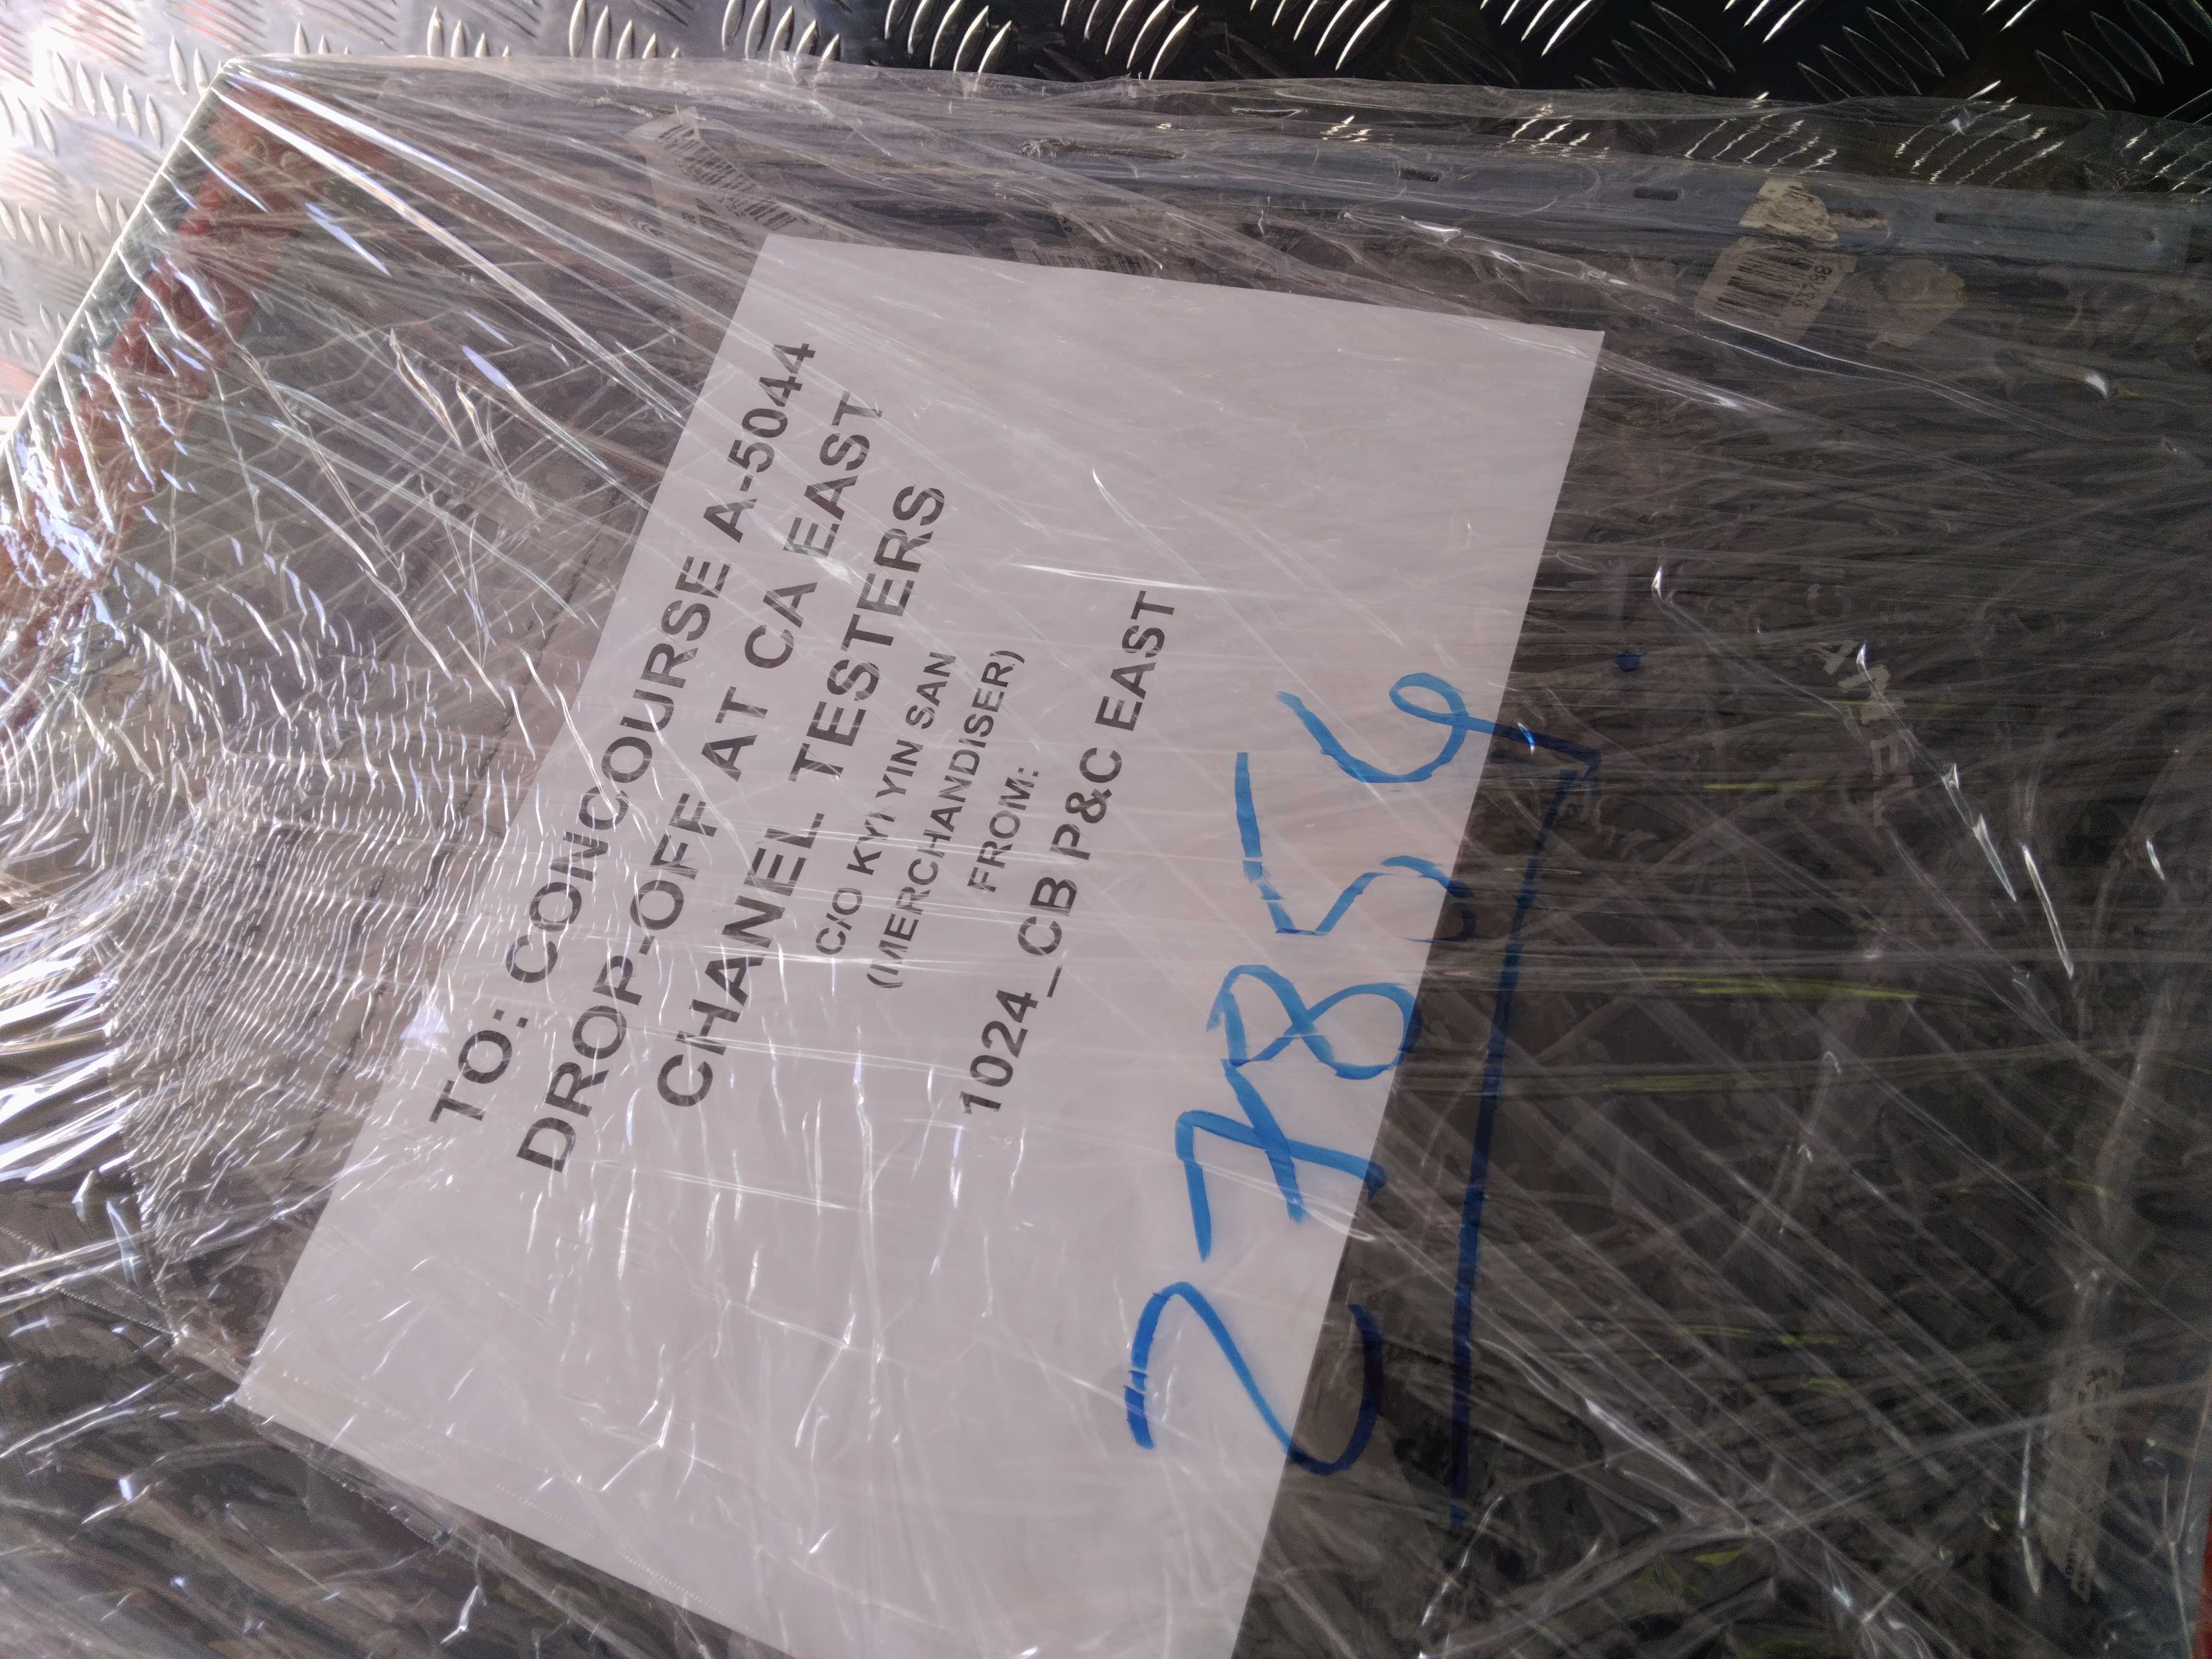 TO: CONCOURSE A-5044
DROP-OFF AT CA EAST
CHANEL TESTERS
C/O KYI YIN SAN
(MERCHANDISER)
FROM:
1024_CB P&C EAST
27856